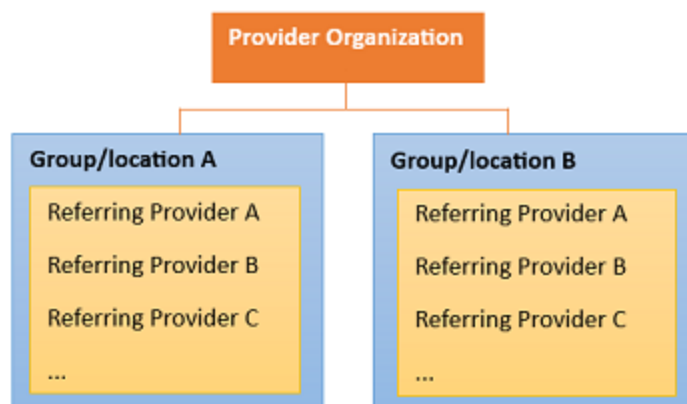 Provider Organization
Group/location A
Referring Provider A
Referring Provider B
Referring Provider C
...
Group/location B
Referring Provider A
Referring Provider B
Referring Provider C
...